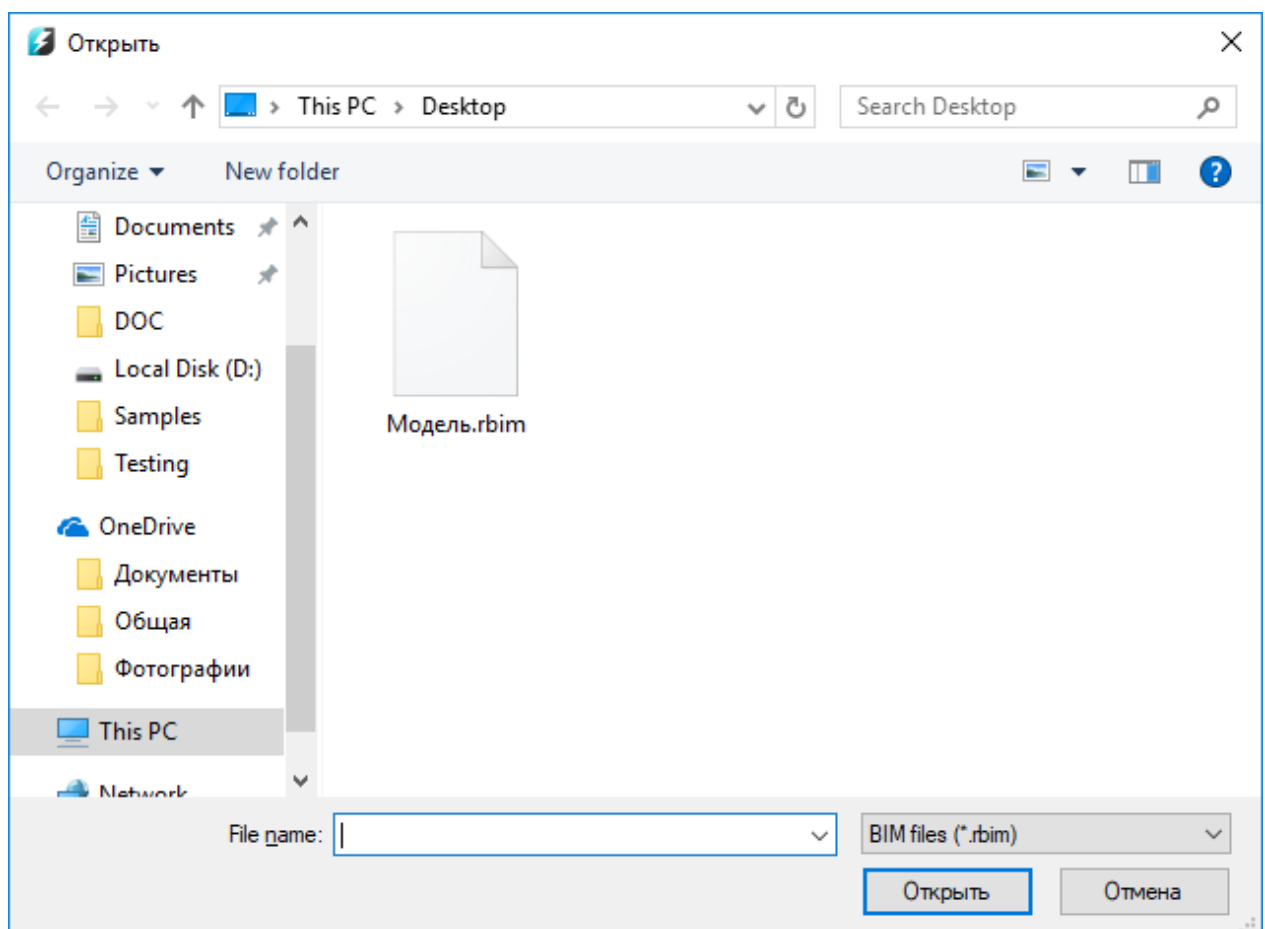 Открыть
This PC > Desktop
Search Desktop
Organize
New folder
Documents
Pictures
DOC
Local Disk (D:)
Samples
Testing
OneDrive
Документы
Общая
Фотографии
This PC
Network
Модель.rbim
File name:
BIM files (*.rbim)
Открыть
Отмена